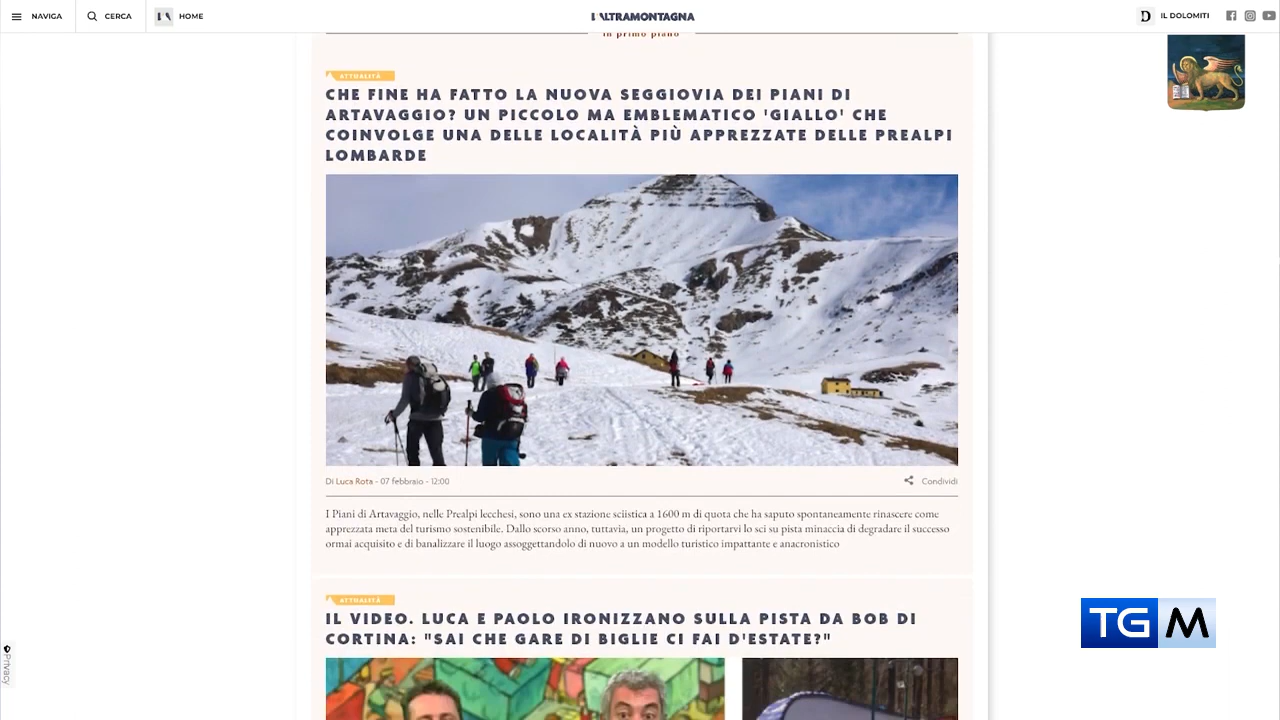 NAVIGA
CERCA
HOME
L'ALTRAMONTAGNA
IL DOLOMITI
in primo piano
ATTUALITÀ
CHE FINE HA FATTO LA NUOVA SEGGIOVIA DEI PIANI DI
ARTAVAGGIO? UN PICCOLO MA EMBLEMATICO 'GIALLO' CHE
COINVOLGE UNA DELLE LOCALITÀ PIÙ APPREZZATE DELLE PREALPI
LOMBARDE
Di Luca Rota - 07 febbraio - 12:00
Condividi
I Piani di Artavaggio, nelle Prealpi lecchesi, sono una ex stazione sciistica a 1600 m di quota che ha saputo spontaneamente rinascere come
apprezzata meta del turismo sostenibile. Dallo scorso anno, tuttavia, un progetto di riportarvi lo sci su pista minaccia di degradare il successo
ormai acquisito e di banalizzare il luogo assoggettandolo di nuovo a un modello turistico impattante e anacronistico
ATTUALITÀ
IL VIDEO. LUCA E PAOLO IRONIZZANO SULLA PISTA DA BOB DI
CORTINA: "SAI CHE GARE DI BIGLIE CI FAI D'ESTATE?"
TGM
Privacy